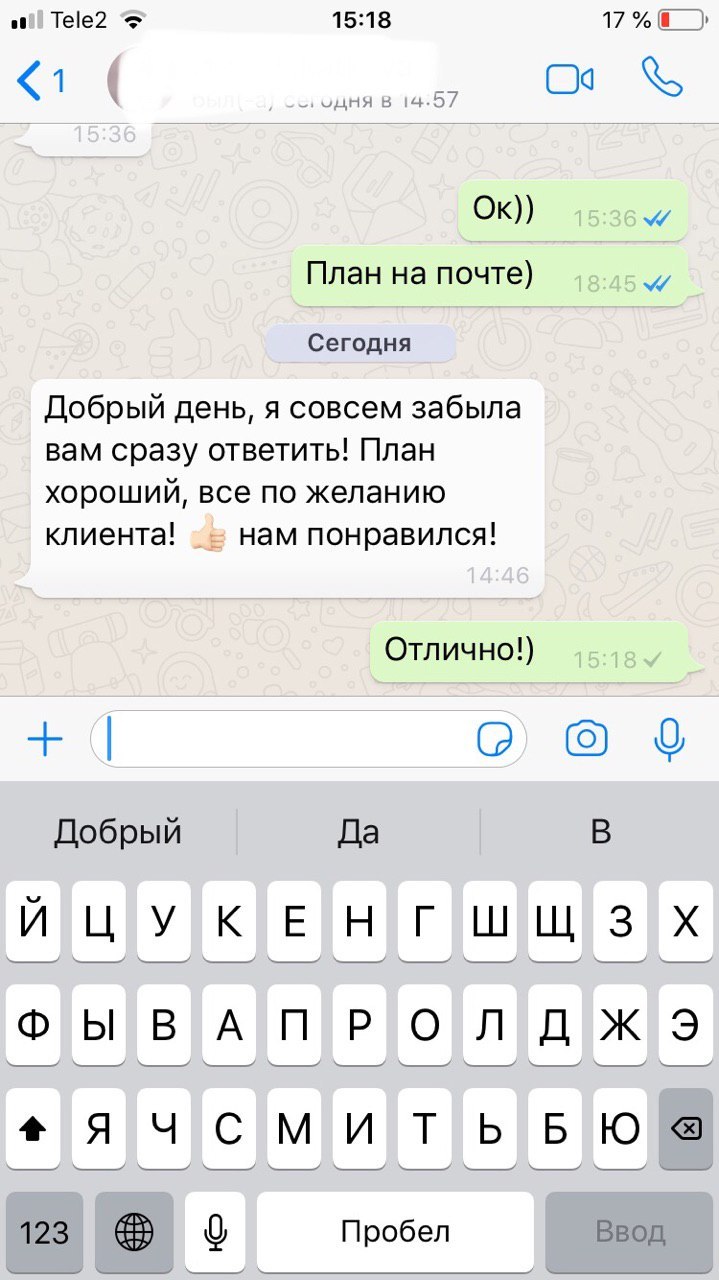 Tele2 15:18 17 %
1
был(-а) сегодня в 14:57
15:36
Ок)) 15:36
План на почте) 18:45
Сегодня
Добрый день, я совсем забыла
вам сразу ответить! План
хороший, все по желанию
клиента! 👍🏻 нам понравился!
14:46
Отлично!) 15:18
Добрый Да В
Й Ц У К Е Н Г Ш Щ З Х
Ф Ы В А П Р О Л Д Ж Э
Я Ч С М И Т Ь Б Ю
123 Пробел Ввод